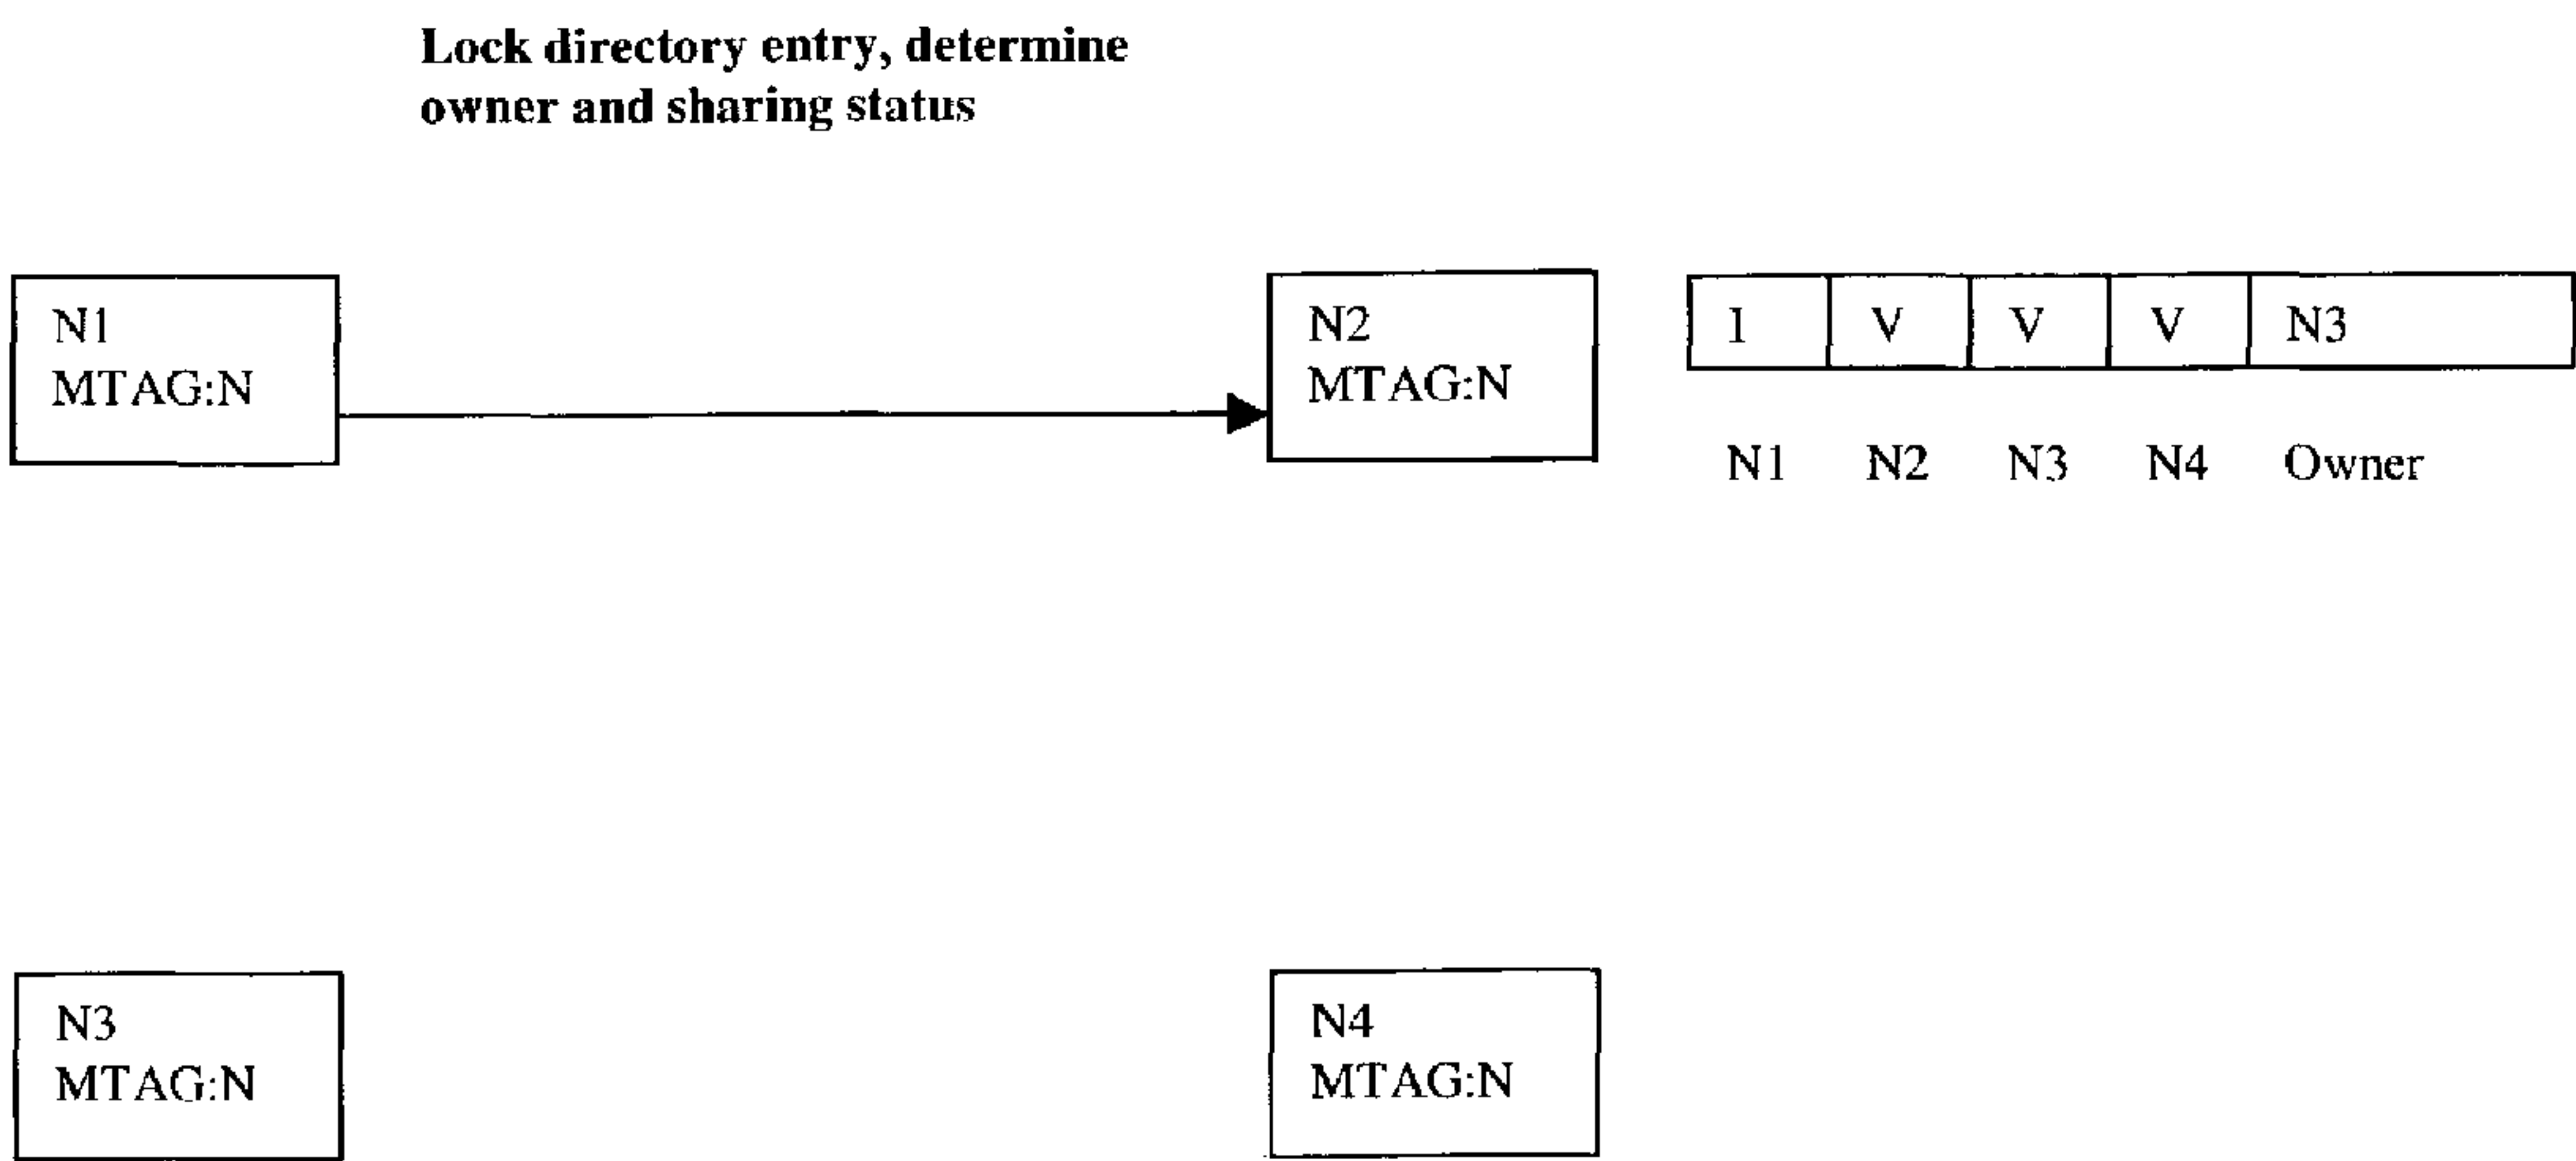 Lock directory entry, determine
owner and sharing status
N1
MTAG:N
N2
MTAG:N
I V V V N3
N1 N2 N3 N4 Owner
N3
MTAG:N
N4
MTAG:N